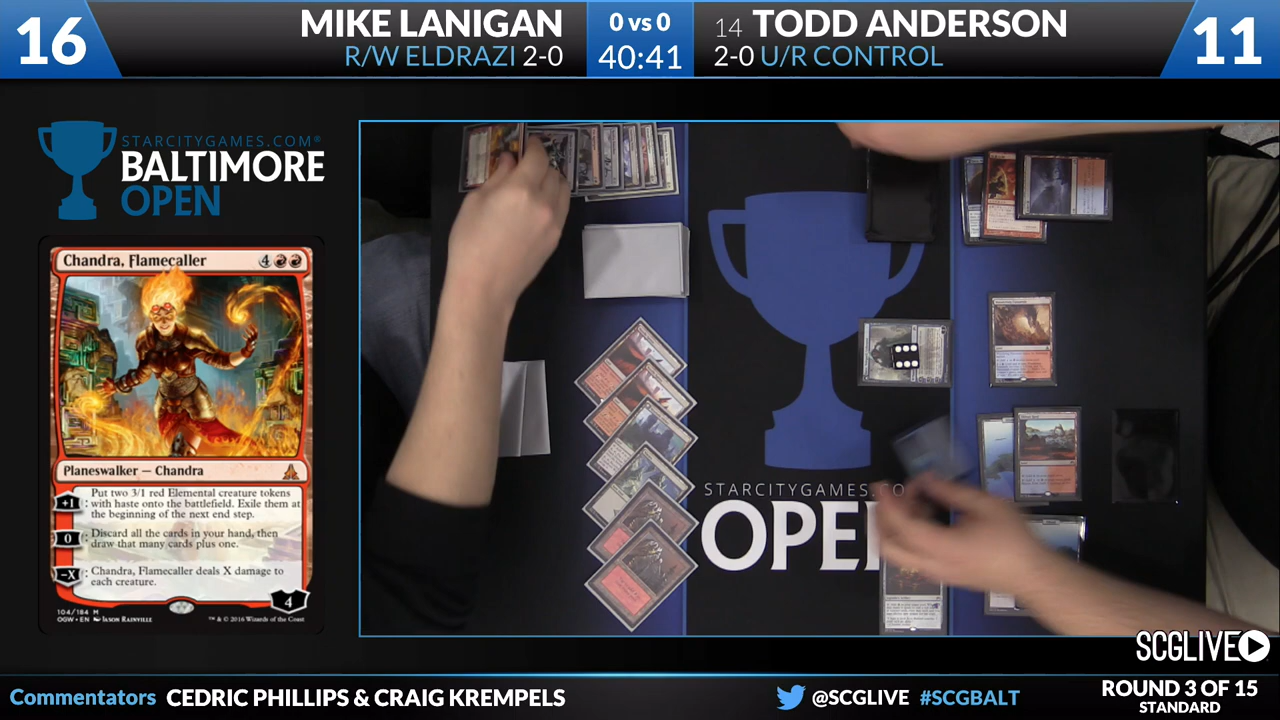 16
MIKE LANIGAN
R/W ELDRAZI 2-0
0 vs 0
40:41
14 TODD ANDERSON
2-0 U/R CONTROL
11
STARCITYGAMES.COM®
BALTIMORE
OPEN
Chandra, Flamecaller 4
Planeswalker — Chandra
+1: Put two 3/1 red Elemental creature tokens
with haste onto the battlefield. Exile them at
the beginning of the next end step.
0: Discard all the cards in your hand, then
draw that many cards plus one.
-X: Chandra, Flamecaller deals X damage to
each creature.
4
104/184 M
OGW • EN JASON RAINVILLE
™ & © 2016 Wizards of the Coast
STARCITYGAMES.CO
OPE
SCGLIVE
Commentators CEDRIC PHILLIPS & CRAIG KREMPELS
@SCGLIVE #SCGBALT
ROUND 3 OF 15
STANDARD